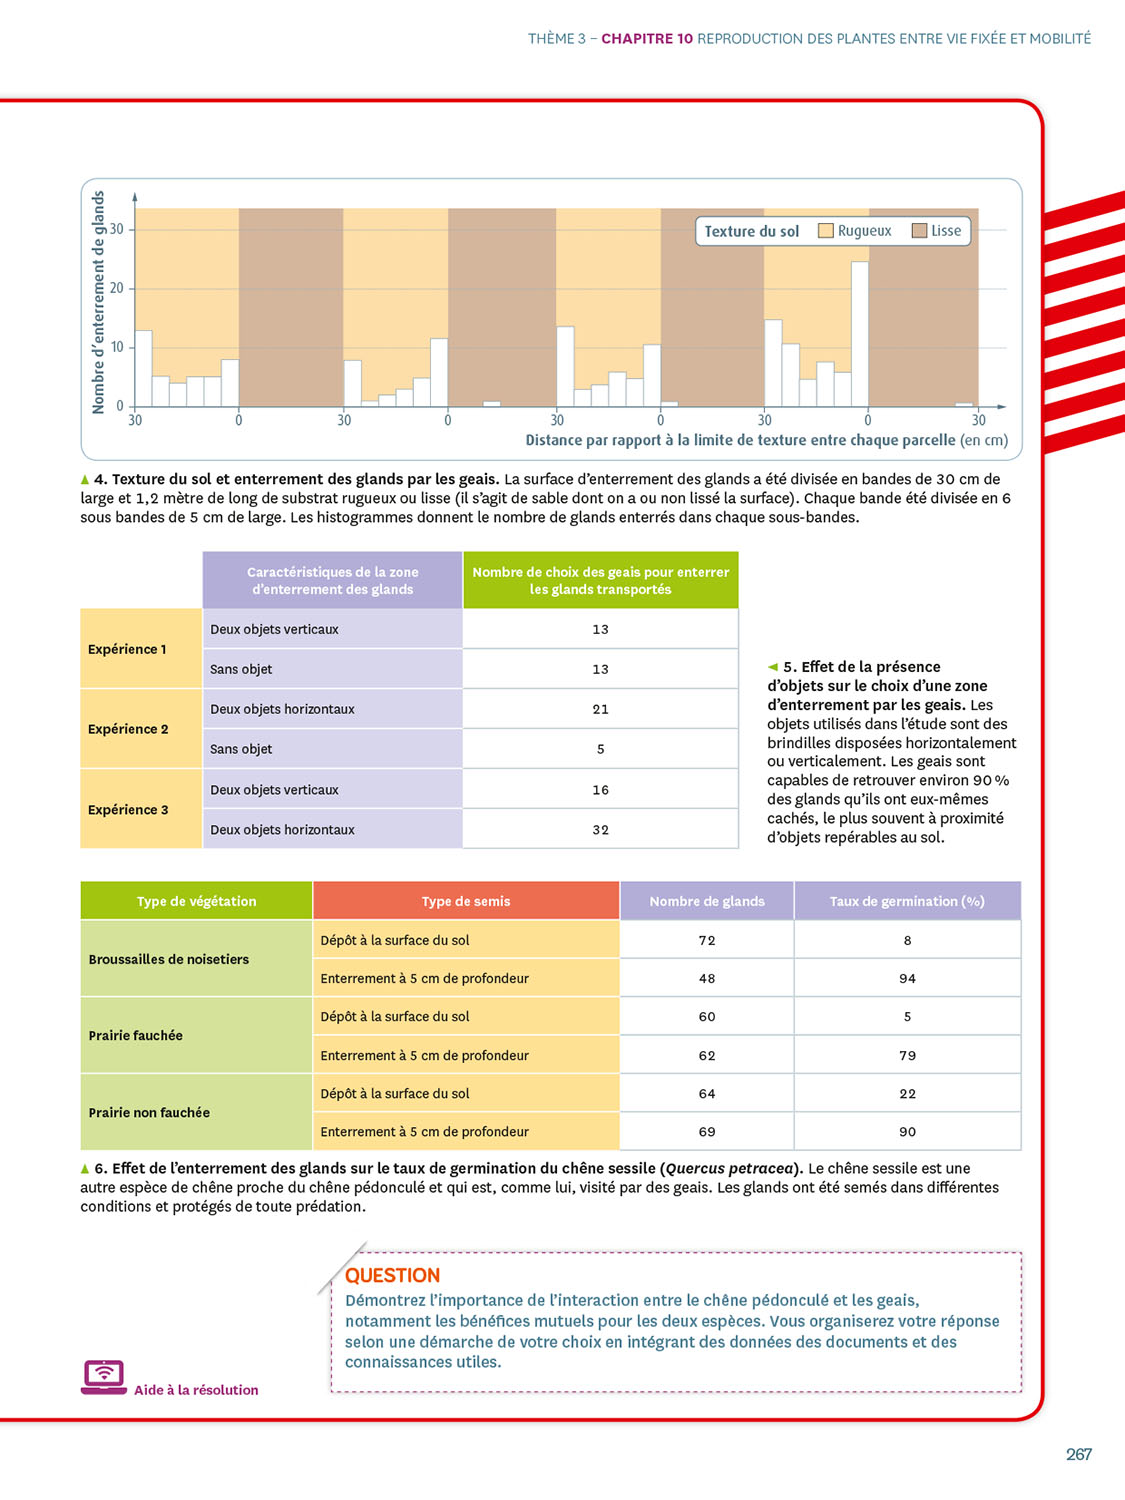 THÈME 3 – CHAPITRE 10 REPRODUCTION DES PLANTES ENTRE VIE FIXÉE ET MOBILITÉ
Nombre d'enterrement de glands
30
20
10
0
Texture du sol Rugueux Lisse
30 0 30 0 30 0 30 0 30
Distance par rapport à la limite de texture entre chaque parcelle (en cm)
4. Texture du sol et enterrement des glands par les geais. La surface d'enterrement des glands a été divisée en bandes de 30 cm de
large et 1,2 mètre de long de substrat rugueux ou lisse (il s'agit de sable dont on a ou non lissé la surface). Chaque bande été divisée en 6
sous bandes de 5 cm de large. Les histogrammes donnent le nombre de glands enterrés dans chaque sous-bandes.
Caractéristiques de la zone
d'enterrement des glands
Nombre de choix des geais pour enterrer
les glands transportés
Expérience 1
Deux objets verticaux 13
Sans objet 13
Expérience 2
Deux objets horizontaux 21
Sans objet 5
Expérience 3
Deux objets verticaux 16
Deux objets horizontaux 32
5. Effet de la présence
d'objets sur le choix d'une zone
d'enterrement par les geais. Les
objets utilisés dans l'étude sont des
brindilles disposées horizontalement
ou verticalement. Les geais sont
capables de retrouver environ 90 %
des glands qu'ils ont eux-mêmes
cachés, le plus souvent à proximité
d'objets repérables au sol.
Type de végétation Type de semis Nombre de glands Taux de germination (%)
Broussailles de noisetiers
Dépôt à la surface du sol 72 8
Enterrement à 5 cm de profondeur 48 94
Prairie fauchée
Dépôt à la surface du sol 60 5
Enterrement à 5 cm de profondeur 62 79
Prairie non fauchée
Dépôt à la surface du sol 64 22
Enterrement à 5 cm de profondeur 69 90
6. Effet de l'enterrement des glands sur le taux de germination du chêne sessile (Quercus petracea). Le chêne sessile est une
autre espèce de chêne proche du chêne pédonculé et qui est, comme lui, visité par des geais. Les glands ont été semés dans différentes
conditions et protégés de toute prédation.
QUESTION
Démontrez l'importance de l'interaction entre le chêne pédonculé et les geais,
notamment les bénéfices mutuels pour les deux espèces. Vous organiserez votre réponse
selon une démarche de votre choix en intégrant des données des documents et des
connaissances utiles.
Aide à la résolution
267